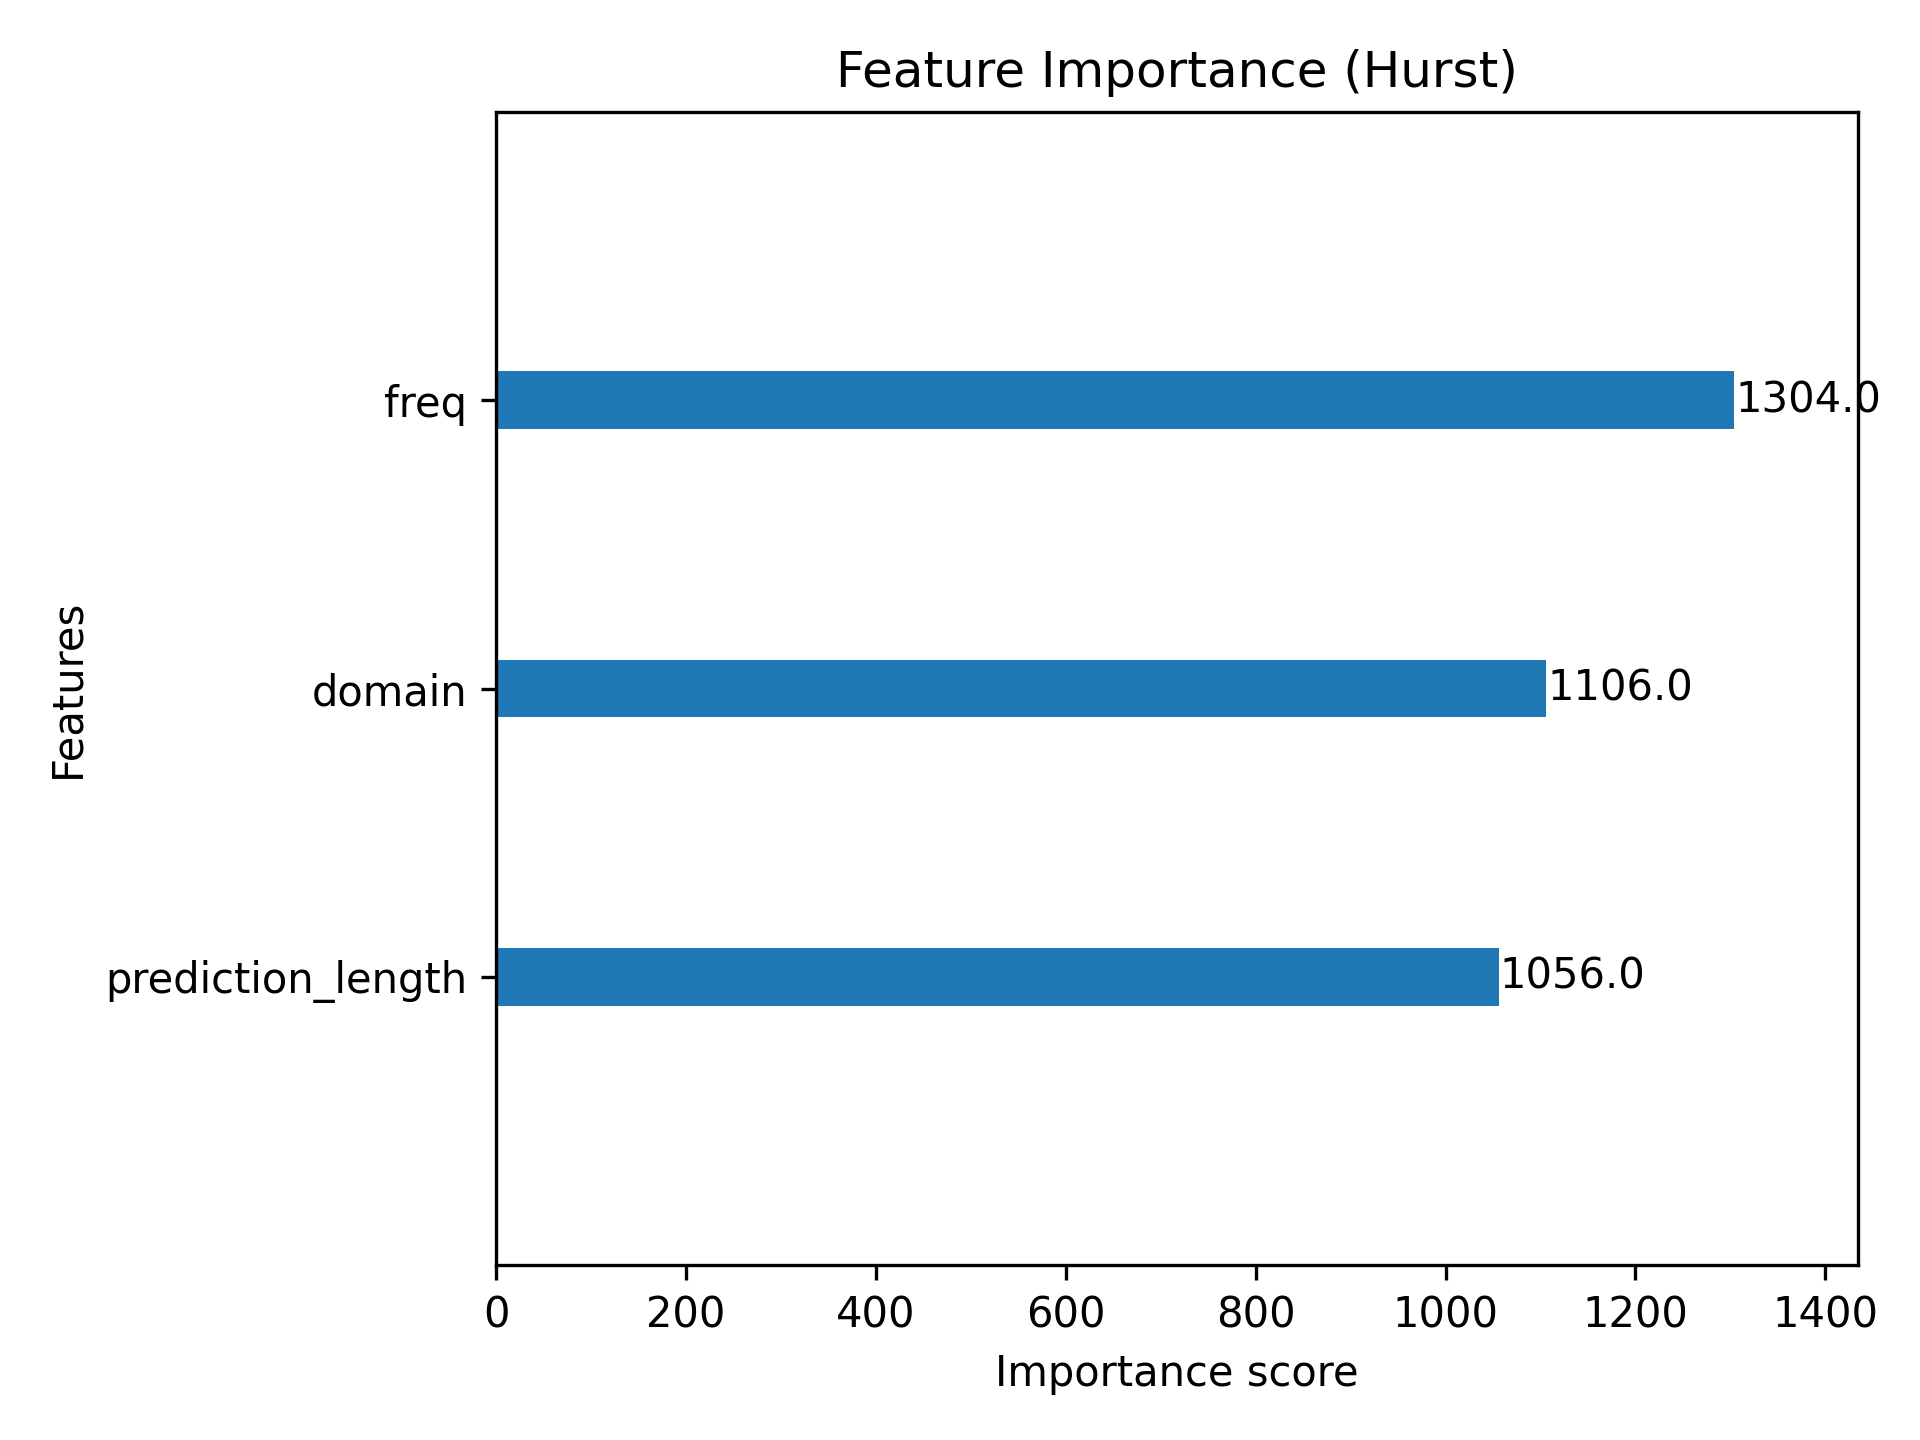 Feature Importance (Hurst)
Features
freq
1304.0
domain
1106.0
prediction_length
1056.0
0 200 400 600 800 1000 1200 1400
Importance score